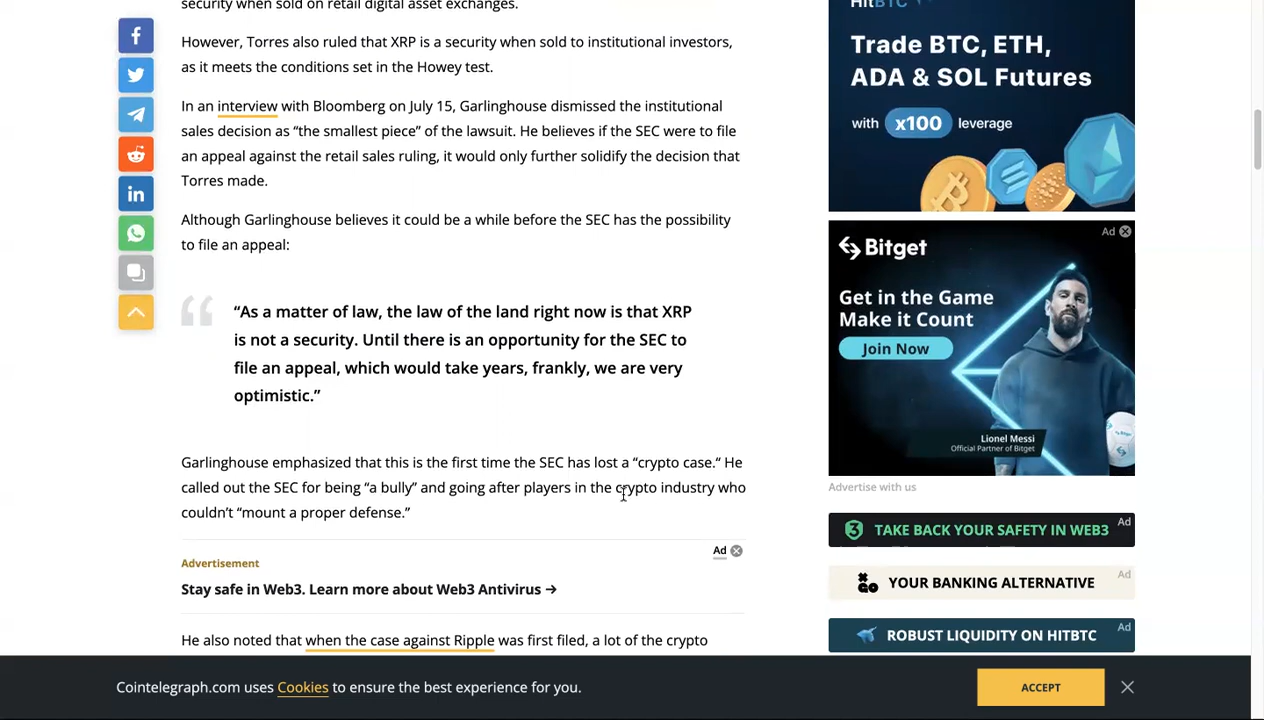 security when sold on retail digital asset exchanges.
However, Torres also ruled that XRP is a security when sold to institutional investors,
as it meets the conditions set in the Howey test.
In an interview with Bloomberg on July 15, Garlinghouse dismissed the institutional
sales decision as “the smallest piece” of the lawsuit. He believes if the SEC were to file
an appeal against the retail sales ruling, it would only further solidify the decision that
Torres made.
Although Garlinghouse believes it could be a while before the SEC has the possibility
to file an appeal:
“As a matter of law, the law of the land right now is that XRP
is not a security. Until there is an opportunity for the SEC to
file an appeal, which would take years, frankly, we are very
optimistic.”
Garlinghouse emphasized that this is the first time the SEC has lost a “crypto case.“ He
called out the SEC for being “a bully” and going after players in the crypto industry who
couldn’t “mount a proper defense.”
Ad
Advertisement
Stay safe in Web3. Learn more about Web3 Antivirus →
He also noted that when the case against Ripple was first filed, a lot of the crypto
HitBTC
Trade BTC, ETH,
ADA & SOL Futures
with x100 leverage
Ad
Bitget
Get in the Game
Make it Count
Join Now
Lionel Messi
Official Partner of Bitget
Advertise with us
TAKE BACK YOUR SAFETY IN WEB3 Ad
YOUR BANKING ALTERNATIVE Ad
ROBUST LIQUIDITY ON HITBTC Ad
Cointelegraph.com uses Cookies to ensure the best experience for you.
ACCEPT